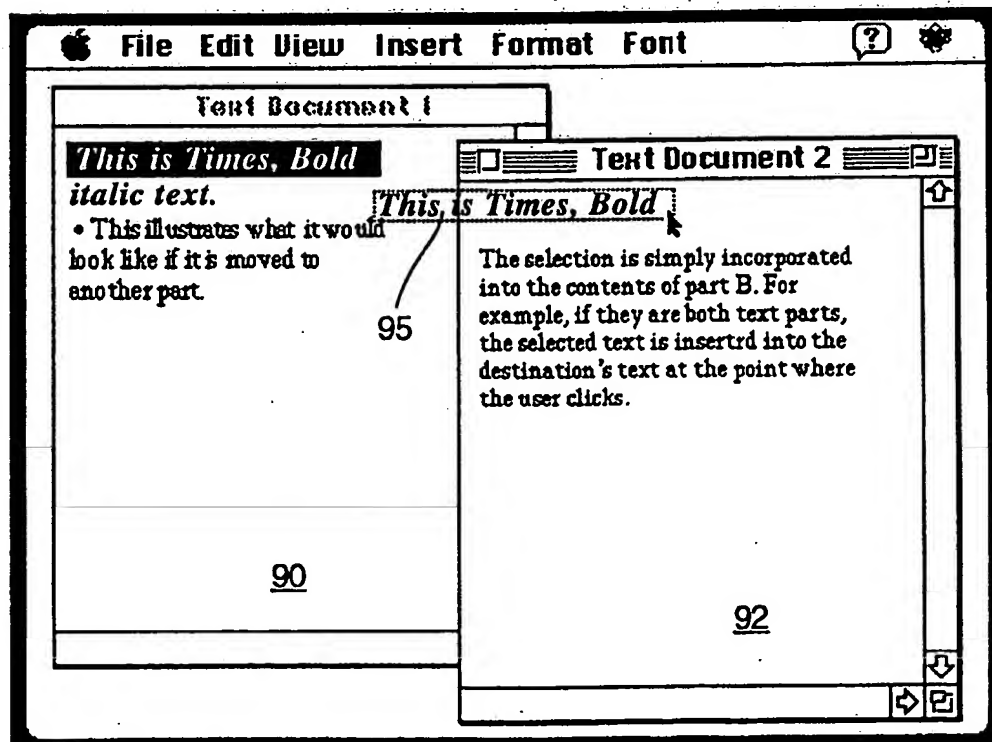 File Edit View Insert Format Font ?
Text Document 1
This is Times, Bold
italic text.
• This illustrates what it would
look like if it is moved to
another part.
95
90
Text Document 2
This is Times, Bold
The selection is simply incorporated
into the contents of part B. For
example, if they are both text parts,
the selected text is insertrd into the
destination's text at the point where
the user clicks.
92